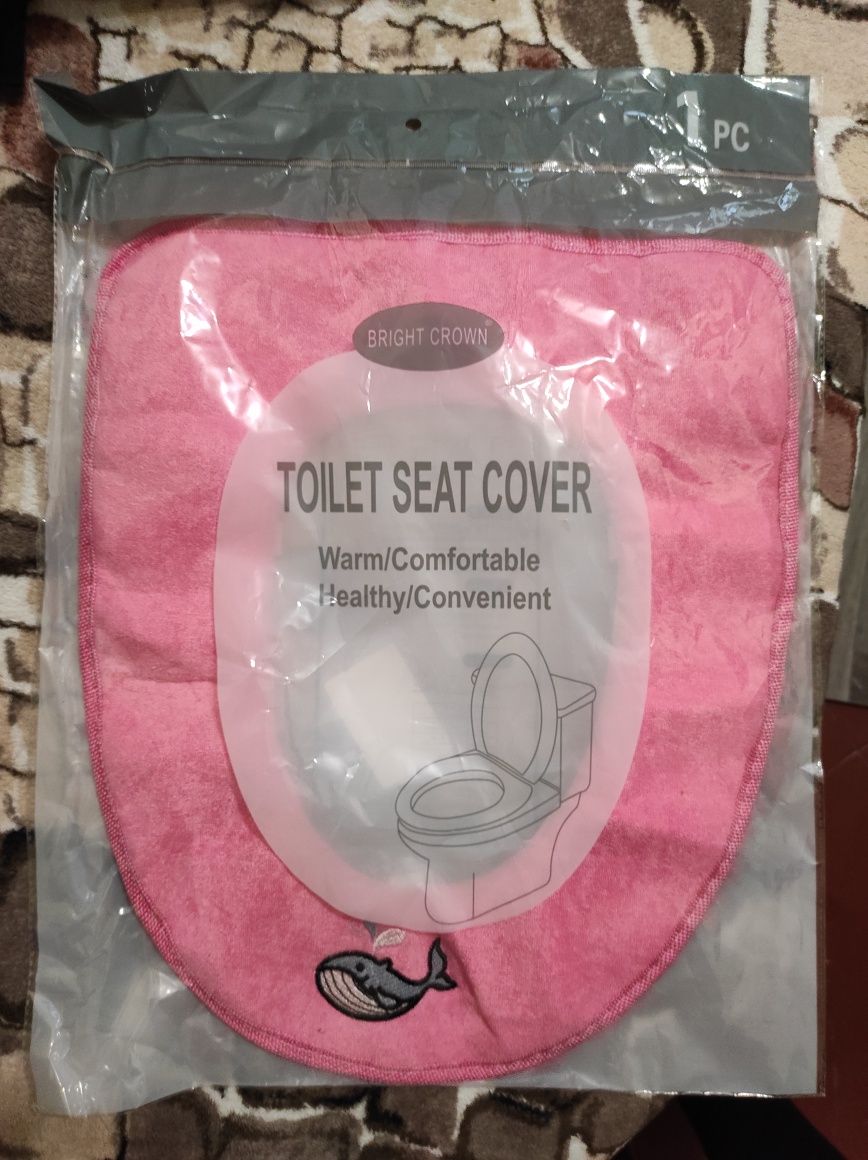 1 PC
BRIGHT CROWN
TOILET SEAT COVER
Warm/Comfortable
Healthy/Convenient